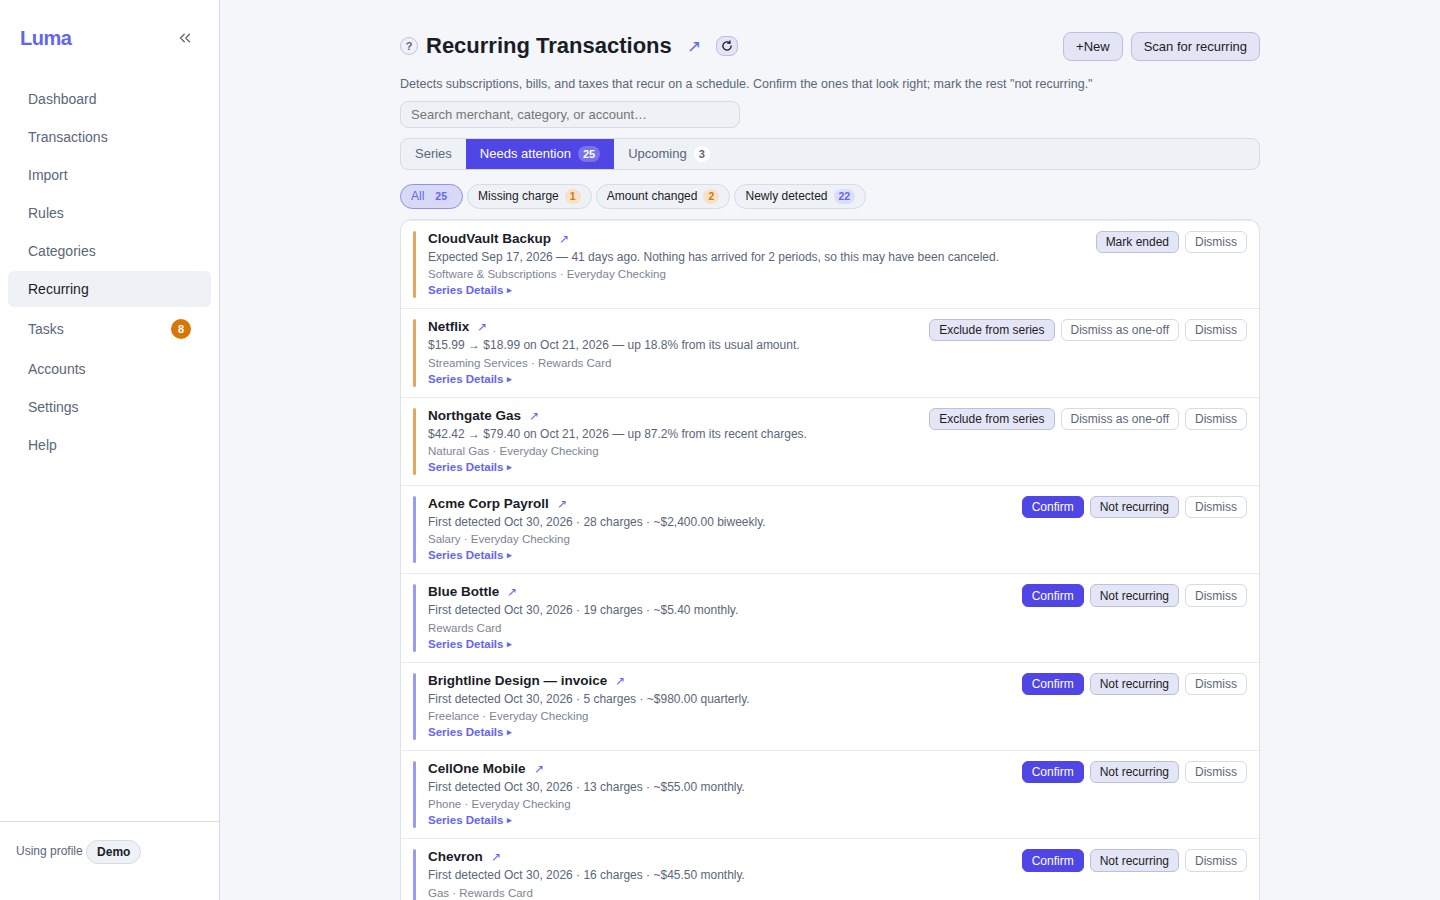 Luma
Dashboard
Transactions
Import
Rules
Categories
Recurring
Tasks 8
Accounts
Settings
Help
Using profile Demo
? Recurring Transactions ↗
+New Scan for recurring
Detects subscriptions, bills, and taxes that recur on a schedule. Confirm the ones that look right; mark the rest "not recurring."
Search merchant, category, or account…
Series Needs attention 25 Upcoming 3
All 25 Missing charge 1 Amount changed 2 Newly detected 22
CloudVault Backup ↗ Mark ended Dismiss
Expected Sep 17, 2026 — 41 days ago. Nothing has arrived for 2 periods, so this may have been canceled.
Software & Subscriptions · Everyday Checking
Series Details ▸
Netflix ↗ Exclude from series Dismiss as one-off Dismiss
$15.99 → $18.99 on Oct 21, 2026 — up 18.8% from its usual amount.
Streaming Services · Rewards Card
Series Details ▸
Northgate Gas ↗ Exclude from series Dismiss as one-off Dismiss
$42.42 → $79.40 on Oct 21, 2026 — up 87.2% from its recent charges.
Natural Gas · Everyday Checking
Series Details ▸
Acme Corp Payroll ↗ Confirm Not recurring Dismiss
First detected Oct 30, 2026 · 28 charges · ~$2,400.00 biweekly.
Salary · Everyday Checking
Series Details ▸
Blue Bottle ↗ Confirm Not recurring Dismiss
First detected Oct 30, 2026 · 19 charges · ~$5.40 monthly.
Rewards Card
Series Details ▸
Brightline Design — invoice ↗ Confirm Not recurring Dismiss
First detected Oct 30, 2026 · 5 charges · ~$980.00 quarterly.
Freelance · Everyday Checking
Series Details ▸
CellOne Mobile ↗ Confirm Not recurring Dismiss
First detected Oct 30, 2026 · 13 charges · ~$55.00 monthly.
Phone · Everyday Checking
Series Details ▸
Chevron ↗ Confirm Not recurring Dismiss
First detected Oct 30, 2026 · 16 charges · ~$45.50 monthly.
Gas · Rewards Card